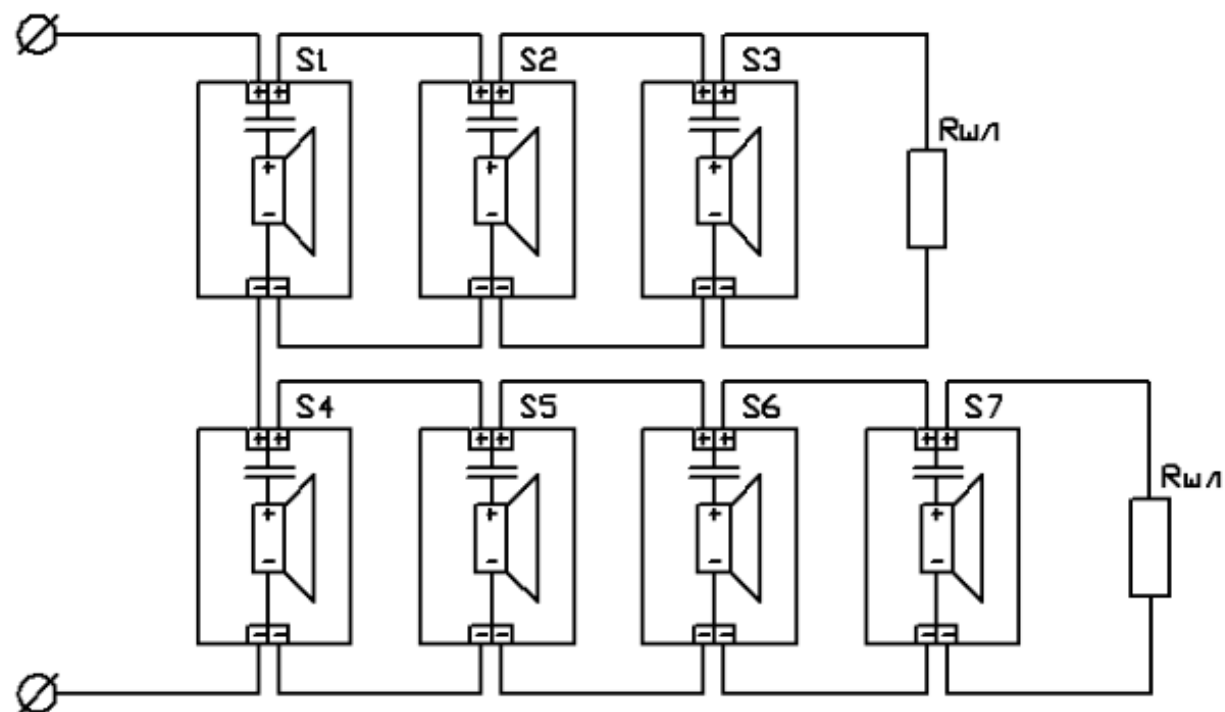 S1 S2 S3
+ + + + + +
Rшл
+ + +
- - -
- - - - - -
S4 S5 S6 S7
+ + + + + + + +
Rшл
+ + + +
- - - -
- - - - - - - -